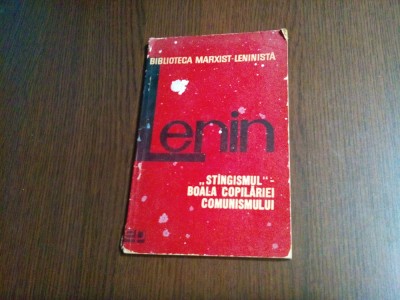 BIBLIOTECA MARXIST-LENINISTĂ
Lenin
„STÎNGISMUL“-
BOALA COPILĂRIEI
COMUNISMULUI